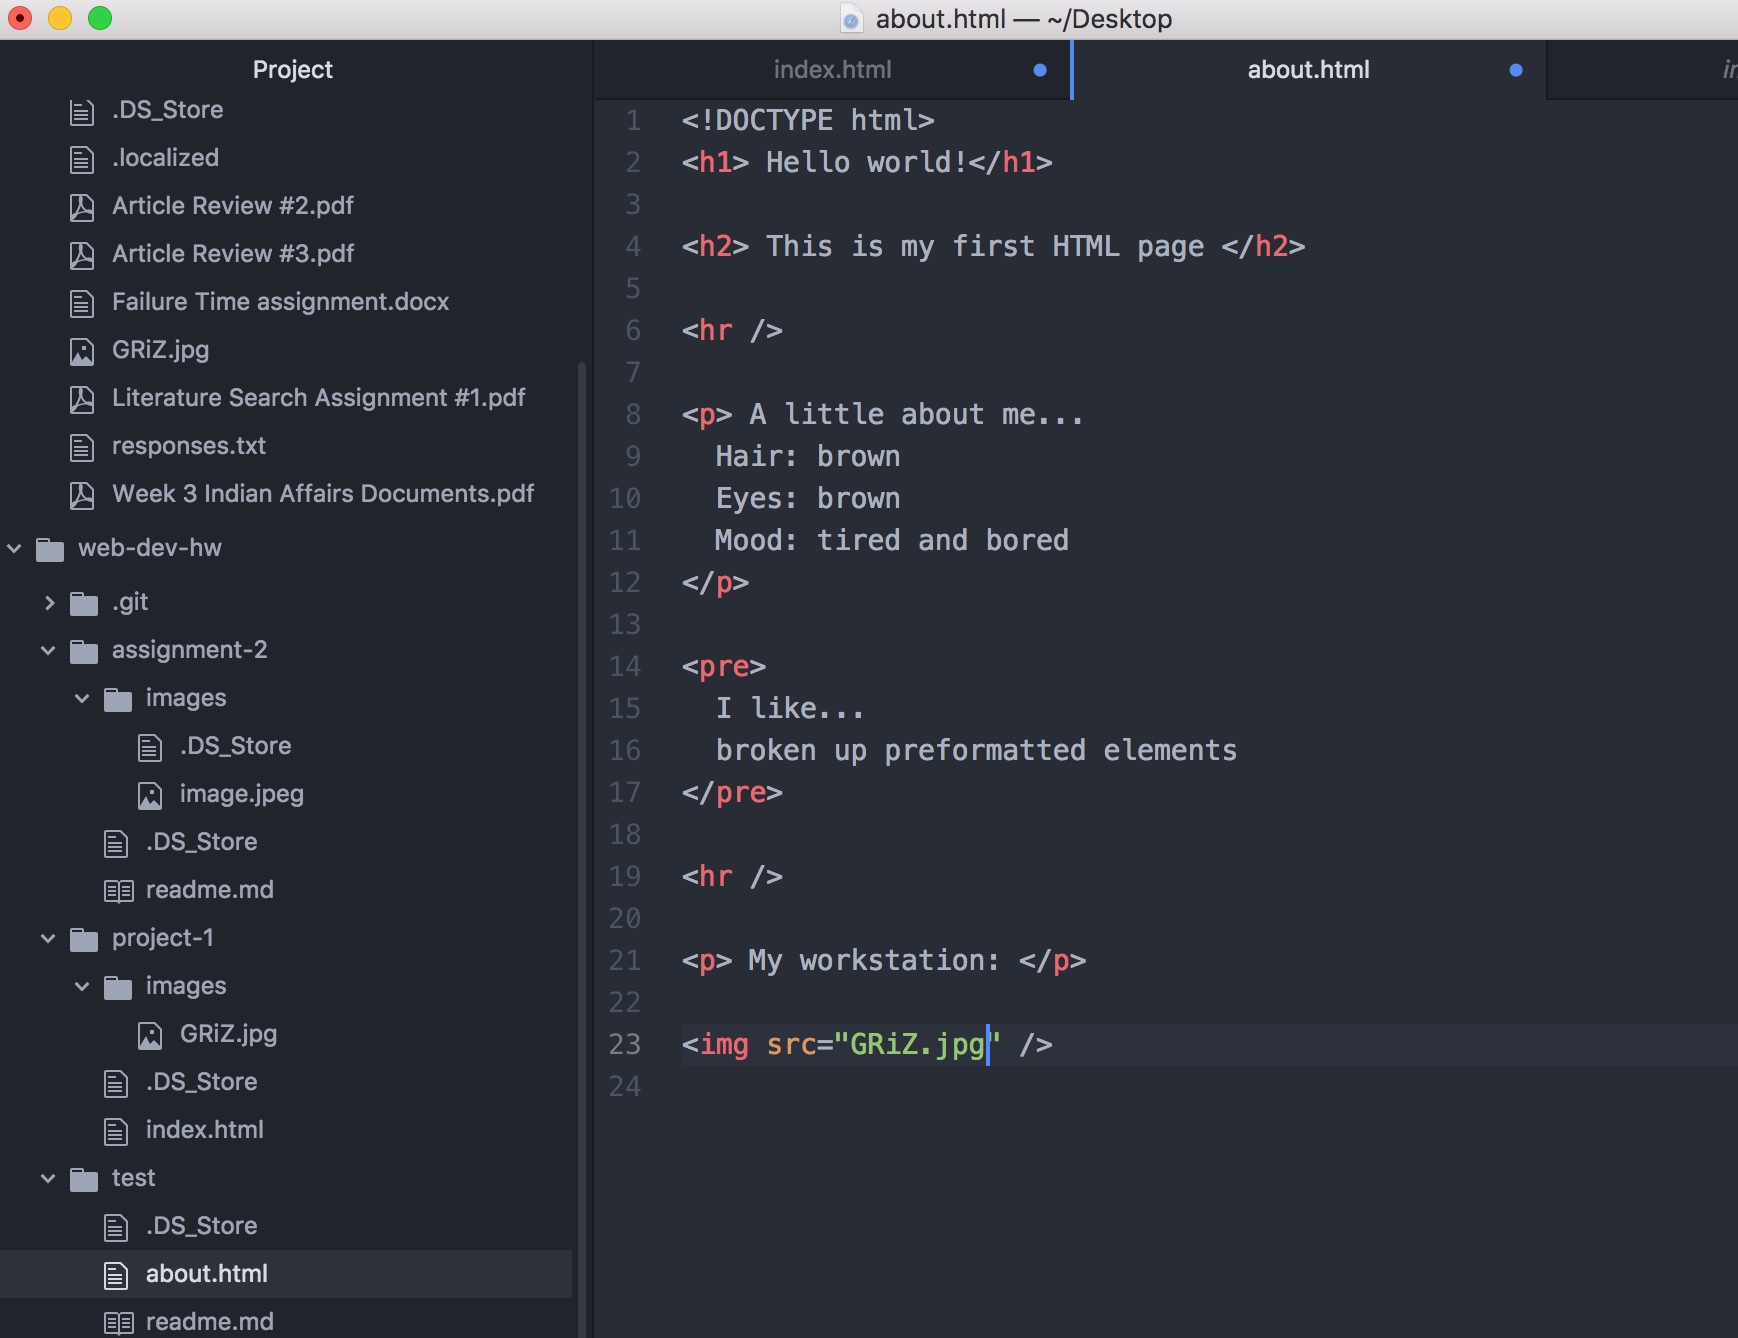 about.html — ~/Desktop
Project
.DS_Store
.localized
Article Review #2.pdf
Article Review #3.pdf
Failure Time assignment.docx
GRiZ.jpg
Literature Search Assignment #1.pdf
responses.txt
Week 3 Indian Affairs Documents.pdf
web-dev-hw
.git
assignment-2
images
.DS_Store
image.jpeg
.DS_Store
readme.md
project-1
images
GRiZ.jpg
.DS_Store
index.html
test
.DS_Store
about.html
readme.md
index.html
about.html
1 <!DOCTYPE html>
2 <h1> Hello world!</h1>
3
4 <h2> This is my first HTML page </h2>
5
6 <hr />
7
8 <p> A little about me...
9 Hair: brown
10 Eyes: brown
11 Mood: tired and bored
12 </p>
13
14 <pre>
15 I like...
16 broken up preformatted elements
17 </pre>
18
19 <hr />
20
21 <p> My workstation: </p>
22
23 <img src="GRiZ.jpg" />
24